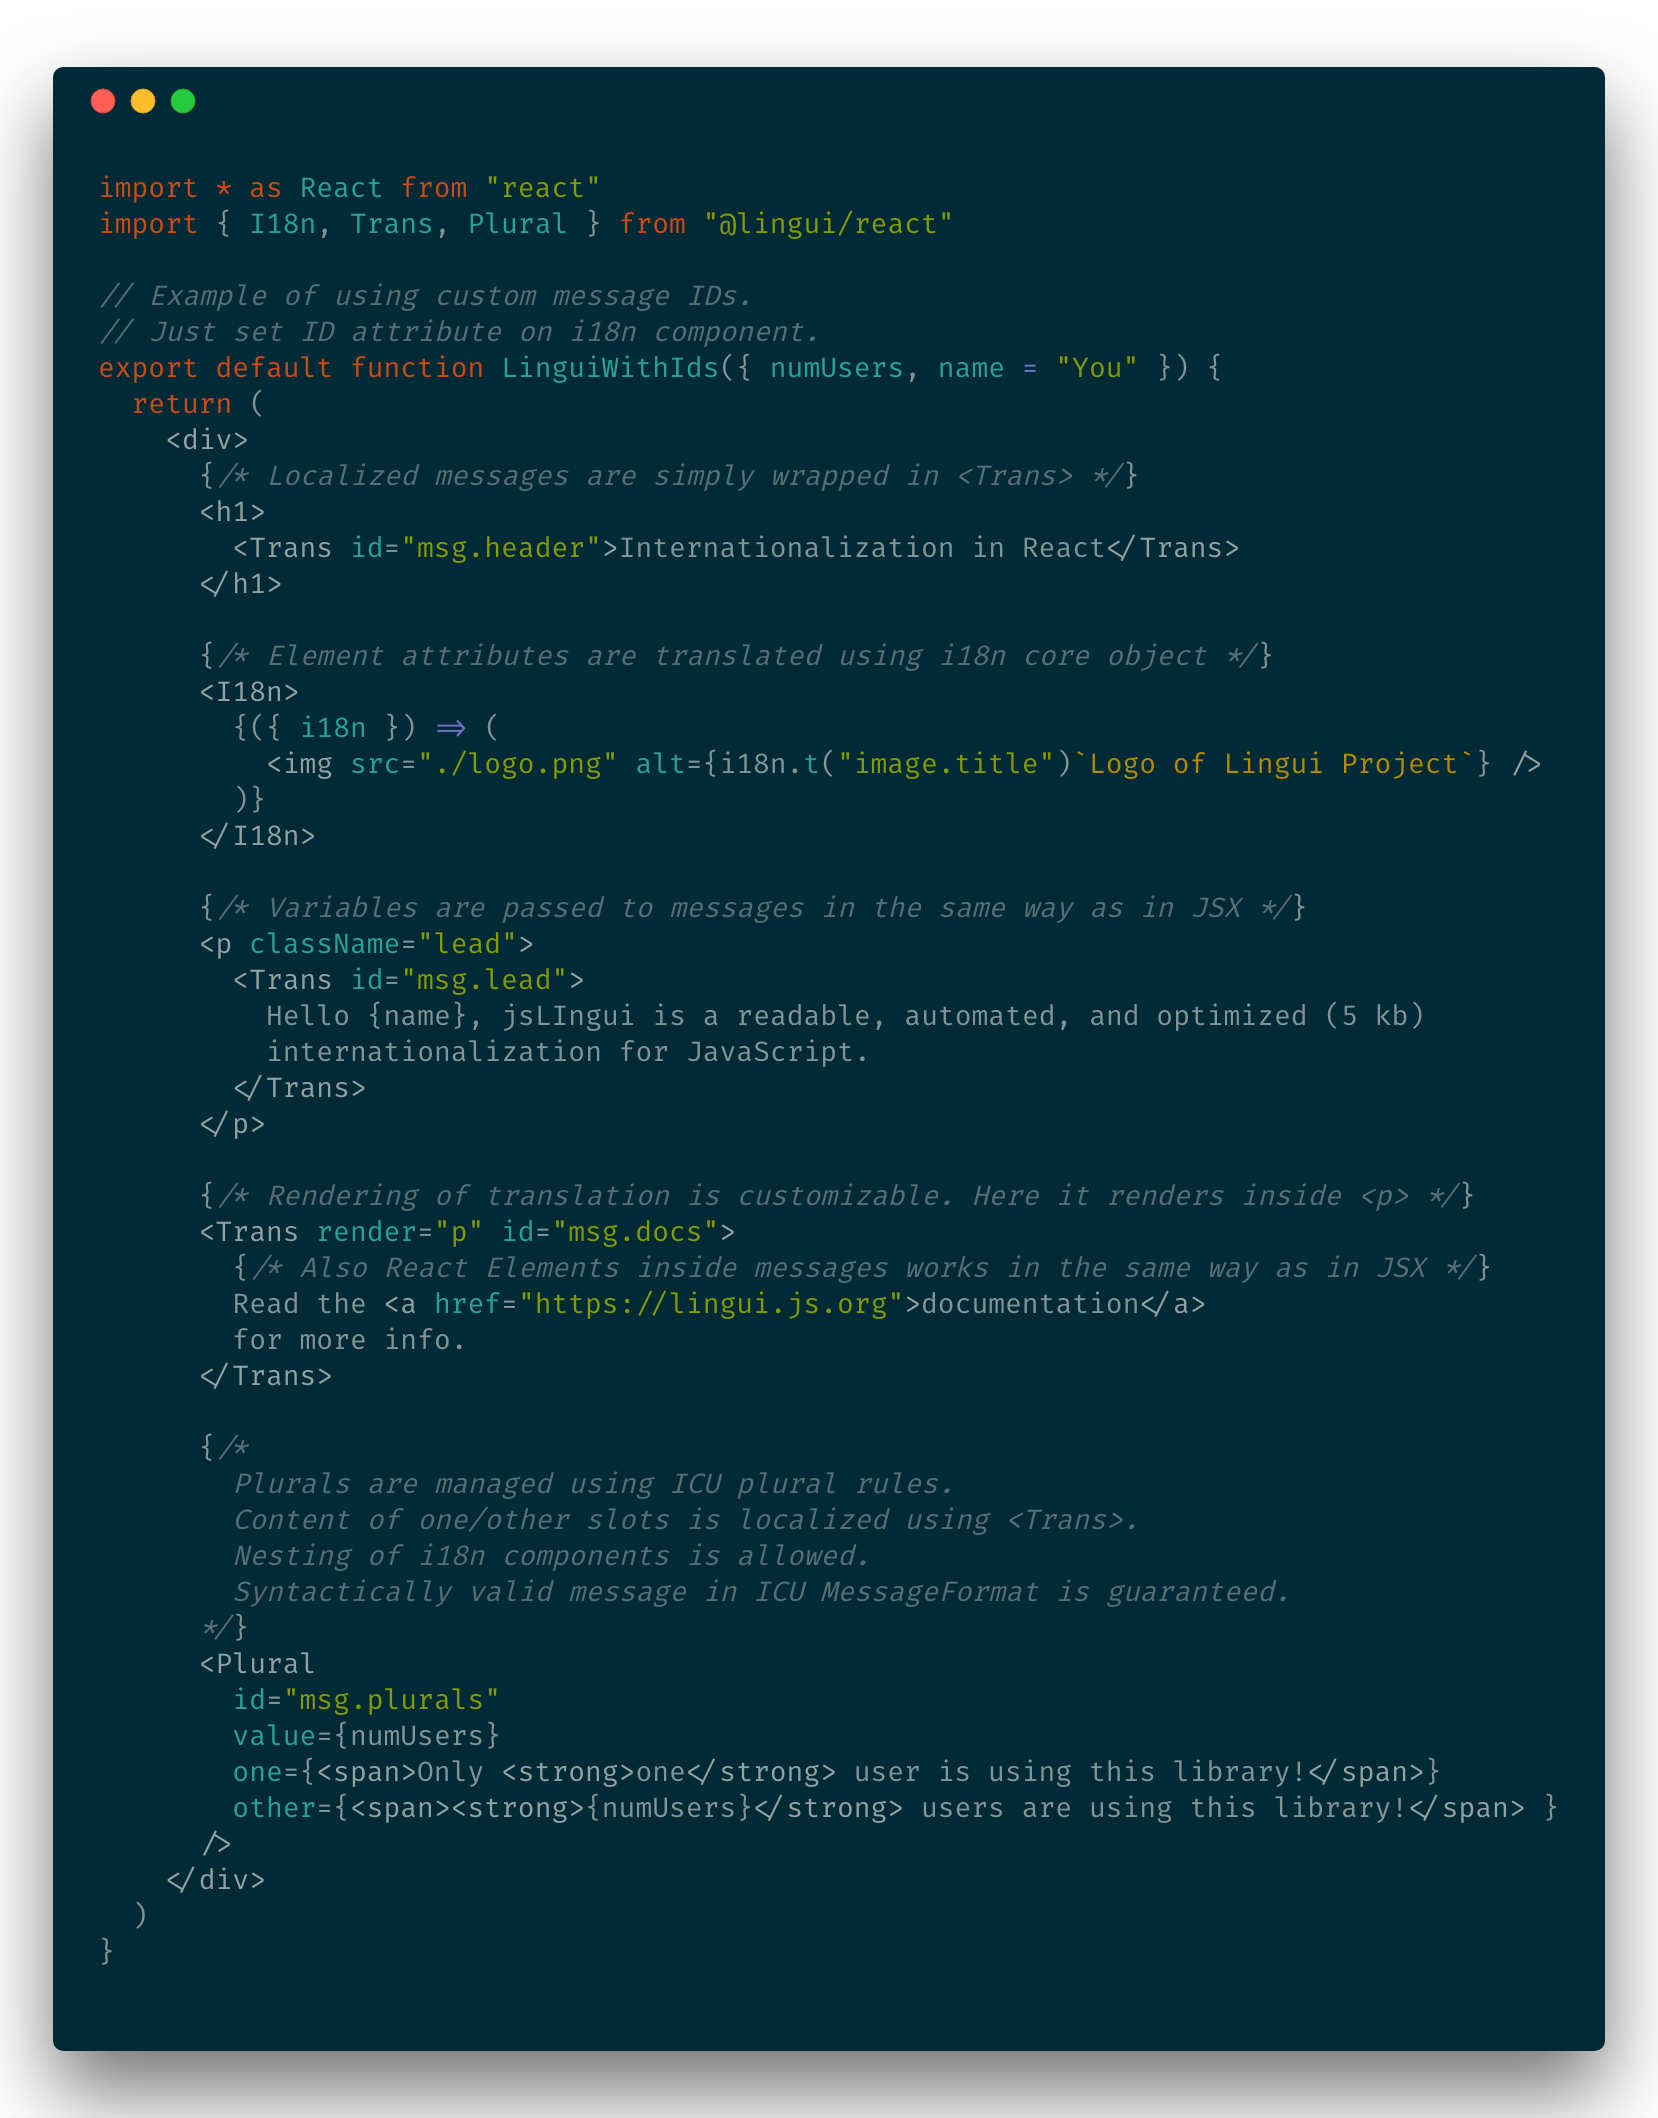 import * as React from "react"
import { I18n, Trans, Plural } from "@lingui/react"

// Example of using custom message IDs.
// Just set ID attribute on i18n component.
export default function LinguiWithIds({ numUsers, name = "You" }) {
  return (
    <div>
      {/* Localized messages are simply wrapped in <Trans> */}
      <h1>
        <Trans id="msg.header">Internationalization in React</Trans>
      </h1>

      {/* Element attributes are translated using i18n core object */}
      <I18n>
        {({ i18n }) => (
          <img src="./logo.png" alt={i18n.t("image.title")`Logo of Lingui Project`} />
        )}
      </I18n>

      {/* Variables are passed to messages in the same way as in JSX */}
      <p className="lead">
        <Trans id="msg.lead">
          Hello {name}, jsLIngui is a readable, automated, and optimized (5 kb)
          internationalization for JavaScript.
        </Trans>
      </p>

      {/* Rendering of translation is customizable. Here it renders inside <p> */}
      <Trans render="p" id="msg.docs">
        {/* Also React Elements inside messages works in the same way as in JSX */}
        Read the <a href="https://lingui.js.org">documentation</a>
        for more info.
      </Trans>

      {/*
        Plurals are managed using ICU plural rules.
        Content of one/other slots is localized using <Trans>.
        Nesting of i18n components is allowed.
        Syntactically valid message in ICU MessageFormat is guaranteed.
      */}
      <Plural
        id="msg.plurals"
        value={numUsers}
        one={<span>Only <strong>one</strong> user is using this library!</span>}
        other={<span><strong>{numUsers}</strong> users are using this library!</span> }
      />
    </div>
  )
}